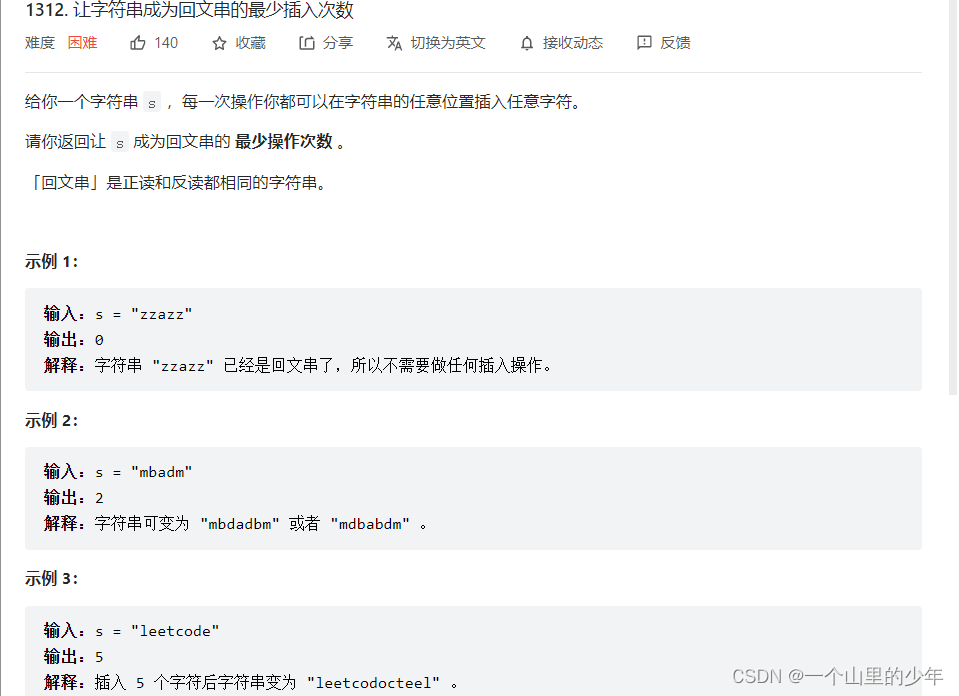 1312. 让字符串成为回文串的最少插入次数
难度 困难 140 收藏 分享 切换为英文 接收动态 反馈
给你一个字符串 s ，每一次操作你都可以在字符串的任意位置插入任意字符。
请你返回让 s 成为回文串的 最少操作次数 。
「回文串」是正读和反读都相同的字符串。
示例 1：
输入：s = "zzazz"
输出：0
解释：字符串 "zzazz" 已经是回文串了，所以不需要做任何插入操作。
示例 2：
输入：s = "mbadm"
输出：2
解释：字符串可变为 "mbdadbm" 或者 "mdbabdm" 。
示例 3：
输入：s = "leetcode"
输出：5
解释：插入 5 个字符后字符串变为 "leetcodocteel" 。
CSDN @一个山里的少年